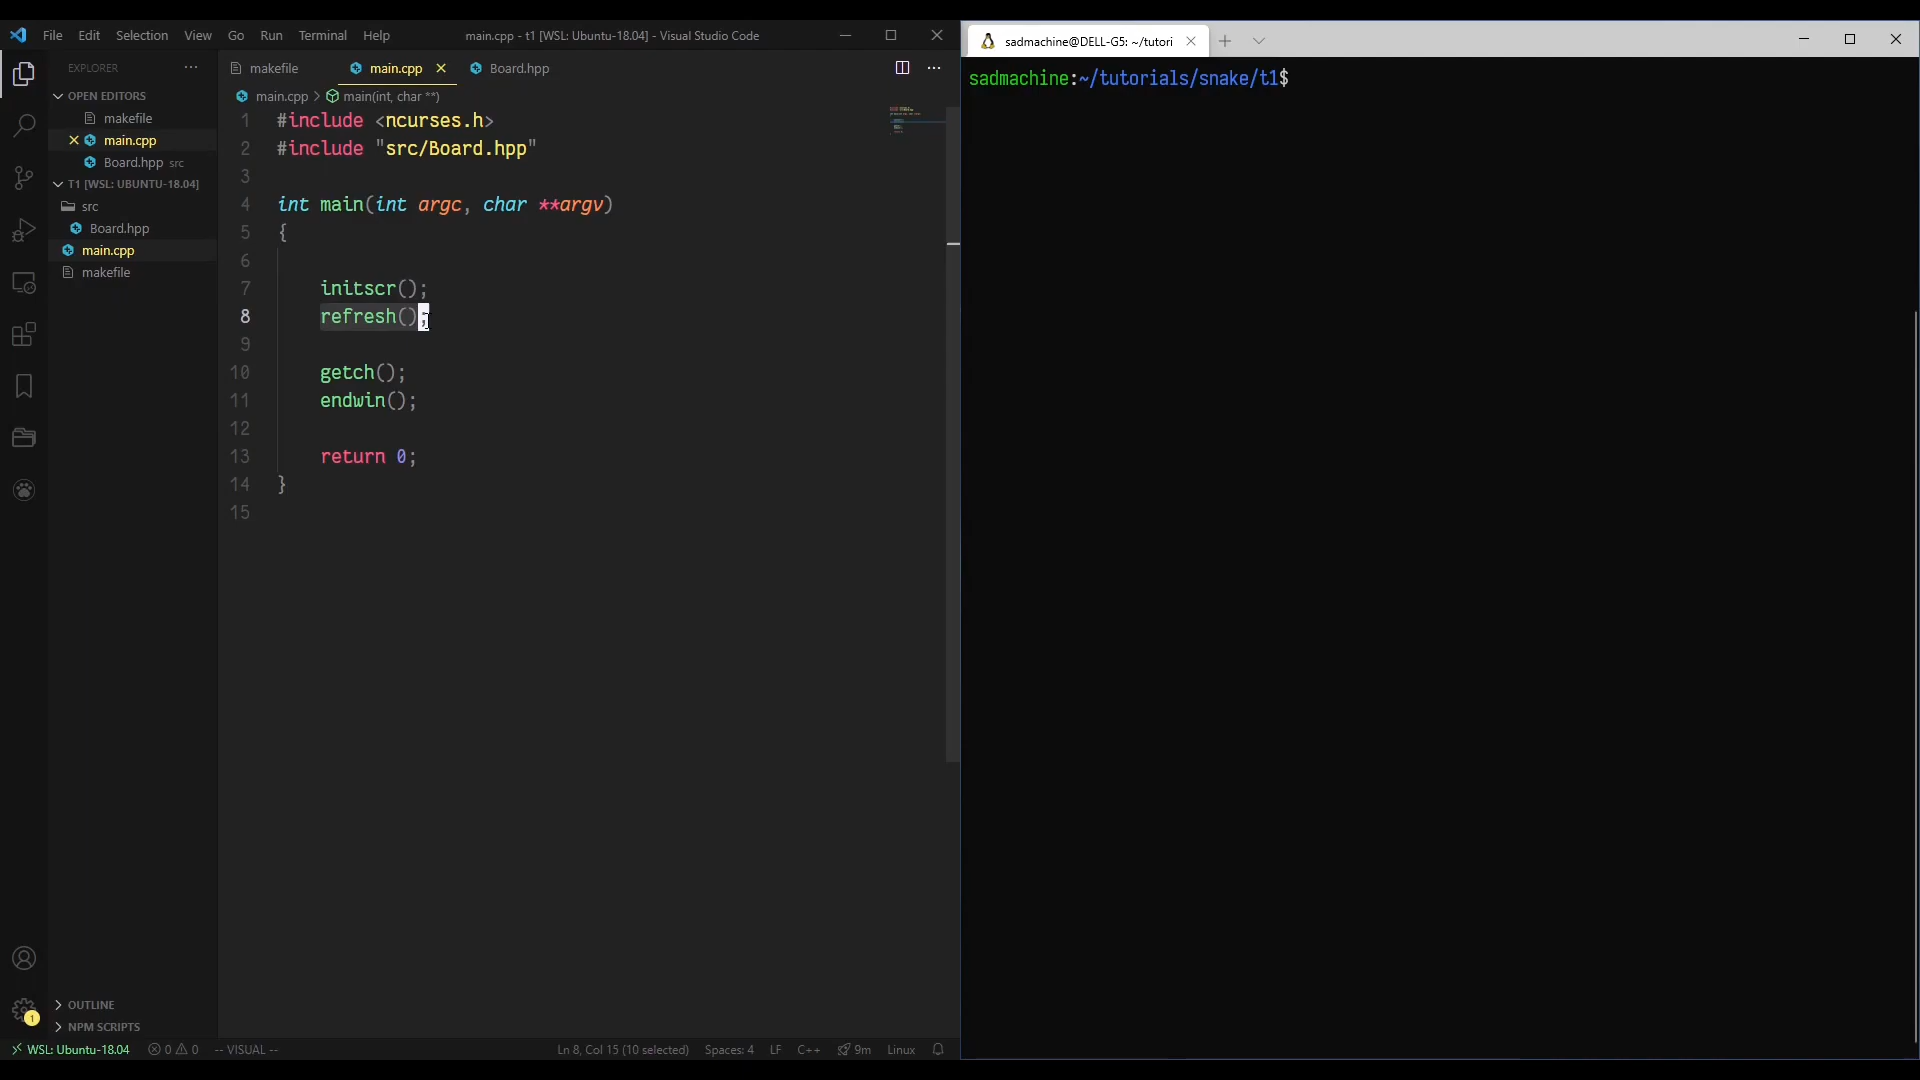 File Edit Selection View Go Run Terminal Help
main.cpp - t1 [WSL: Ubuntu-18.04] - Visual Studio Code
EXPLORER
OPEN EDITORS
makefile
main.cpp
Board.hpp src
T1 [WSL: UBUNTU-18.04]
src
Board.hpp
main.cpp
makefile
OUTLINE
NPM SCRIPTS
1
makefile main.cpp Board.hpp
main.cpp > main(int, char **)
1 #include <ncurses.h>
2 #include "src/Board.hpp"
3
4 int main(int argc, char **argv)
5 {
6
7 initscr();
8 refresh();
9
10 getch();
11 endwin();
12
13 return 0;
14 }
15
WSL: Ubuntu-18.04 0 0 -- VISUAL -- Ln 8, Col 15 (10 selected) Spaces: 4 LF C++ 9m Linux
sadmachine@DELL-G5: ~/tutori
sadmachine:~/tutorials/snake/t1$